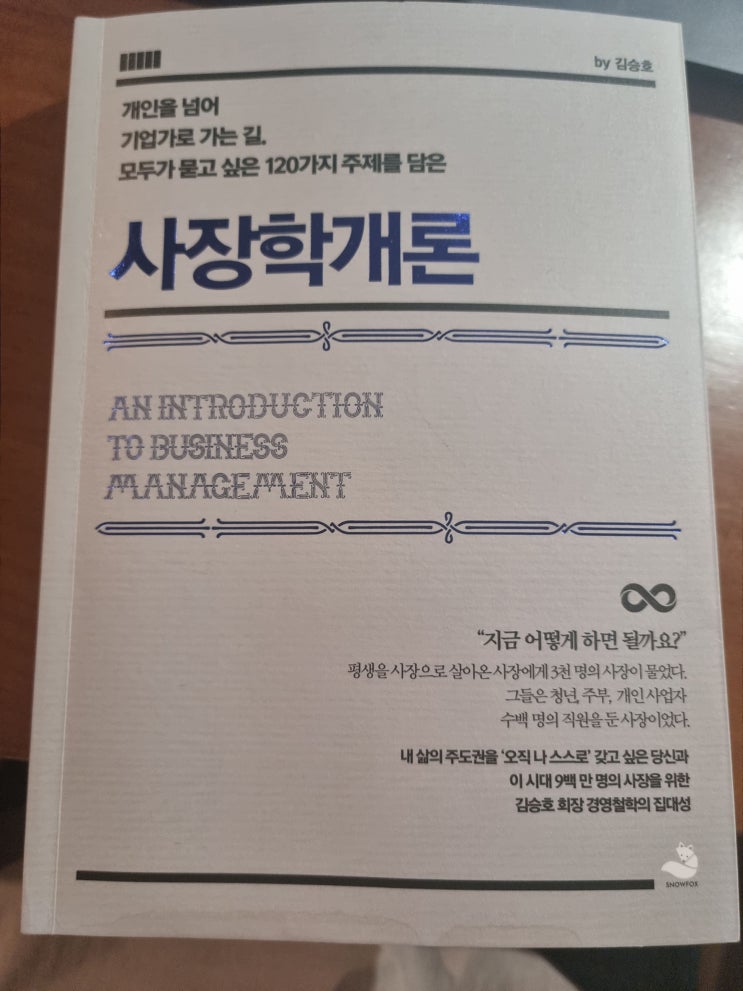 by 김승호
개인을 넘어
기업가로 가는 길.
모두가 묻고 싶은 120가지 주제를 담은
사장학개론
AN INTRODUCTION
TO BUSINESS
MANAGEMENT
“지금 어떻게 하면 될까요?”
평생을 사장으로 살아온 사장에게 3천 명의 사장이 물었다.
그들은 청년, 주부, 개인 사업자
수백 명의 직원을 둔 사장이었다.
내 삶의 주도권을 ‘오직 나 스스로’ 갖고 싶은 당신과
이 시대 9백 만 명의 사장을 위한
김승호 회장 경영철학의 집대성
SNOWFOX